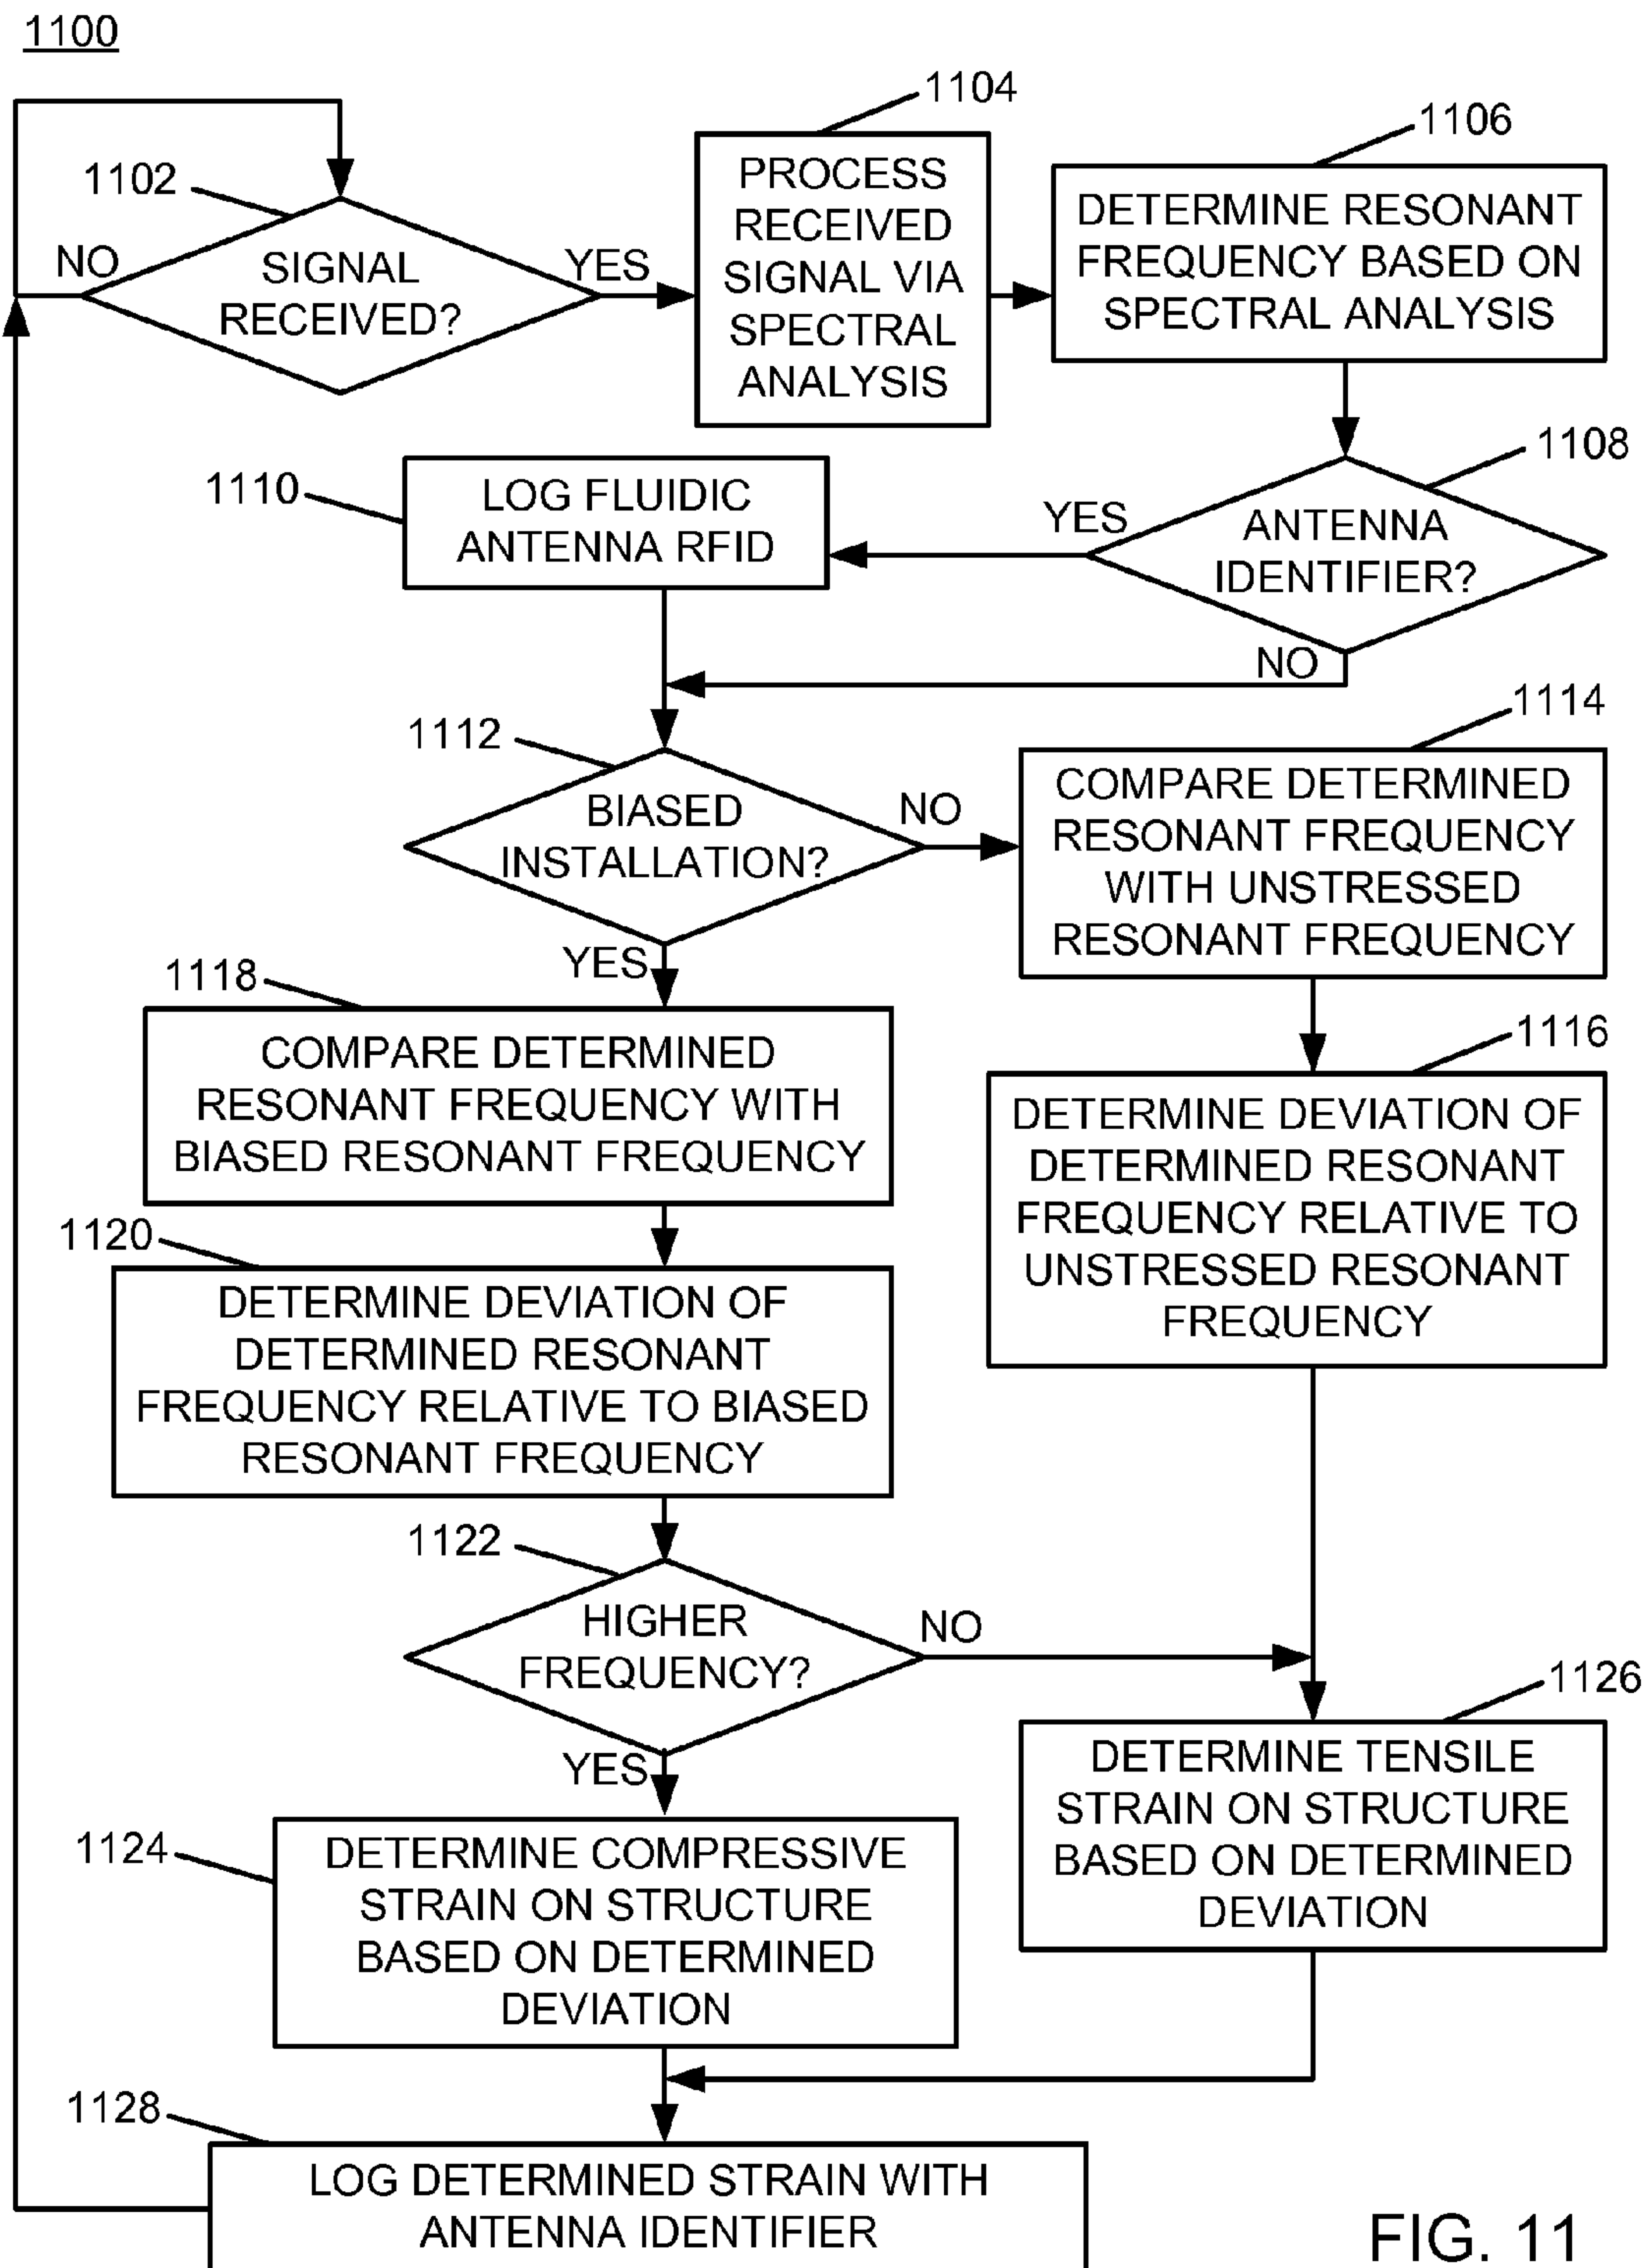 1100
1102
NO
SIGNAL
RECEIVED?
YES
1104
PROCESS
RECEIVED
SIGNAL VIA
SPECTRAL
ANALYSIS
1106
DETERMINE RESONANT
FREQUENCY BASED ON
SPECTRAL ANALYSIS
1108
ANTENNA
IDENTIFIER?
YES
NO
1110
LOG FLUIDIC
ANTENNA RFID
1112
BIASED
INSTALLATION?
NO
YES
1114
COMPARE DETERMINED
RESONANT FREQUENCY
WITH UNSTRESSED
RESONANT FREQUENCY
1116
DETERMINE DEVIATION OF
DETERMINED RESONANT
FREQUENCY RELATIVE TO
UNSTRESSED RESONANT
FREQUENCY
1118
COMPARE DETERMINED
RESONANT FREQUENCY WITH
BIASED RESONANT FREQUENCY
1120
DETERMINE DEVIATION OF
DETERMINED RESONANT
FREQUENCY RELATIVE TO BIASED
RESONANT FREQUENCY
1122
HIGHER
FREQUENCY?
NO
YES
1124
DETERMINE COMPRESSIVE
STRAIN ON STRUCTURE
BASED ON DETERMINED
DEVIATION
1126
DETERMINE TENSILE
STRAIN ON STRUCTURE
BASED ON DETERMINED
DEVIATION
1128
LOG DETERMINED STRAIN WITH
ANTENNA IDENTIFIER
FIG. 11